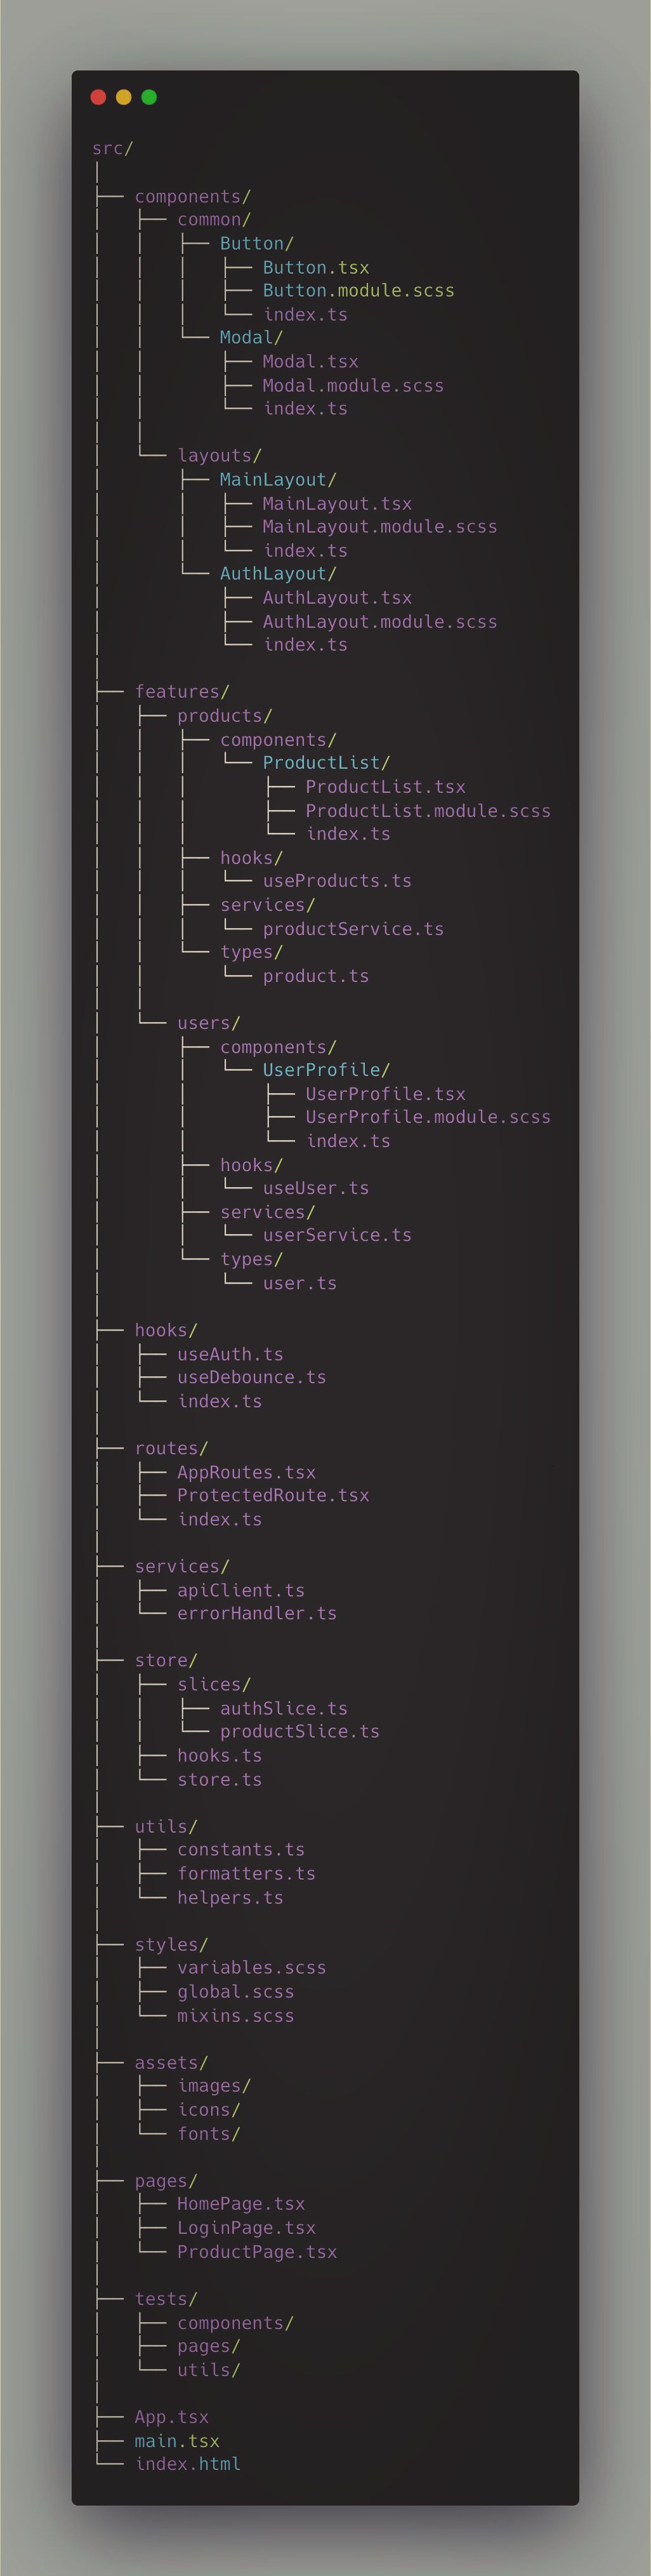 src/
│
├── components/
│   ├── common/
│   │   ├── Button/
│   │   │   ├── Button.tsx
│   │   │   ├── Button.module.scss
│   │   │   └── index.ts
│   │   └── Modal/
│   │       ├── Modal.tsx
│   │       ├── Modal.module.scss
│   │       └── index.ts
│   │
│   └── layouts/
│       ├── MainLayout/
│       │   ├── MainLayout.tsx
│       │   ├── MainLayout.module.scss
│       │   └── index.ts
│       └── AuthLayout/
│           ├── AuthLayout.tsx
│           ├── AuthLayout.module.scss
│           └── index.ts
│
├── features/
│   ├── products/
│   │   ├── components/
│   │   │   └── ProductList/
│   │   │       ├── ProductList.tsx
│   │   │       ├── ProductList.module.scss
│   │   │       └── index.ts
│   │   ├── hooks/
│   │   │   └── useProducts.ts
│   │   ├── services/
│   │   │   └── productService.ts
│   │   └── types/
│   │       └── product.ts
│   │
│   └── users/
│       ├── components/
│       │   └── UserProfile/
│       │       ├── UserProfile.tsx
│       │       ├── UserProfile.module.scss
│       │       └── index.ts
│       ├── hooks/
│       │   └── useUser.ts
│       ├── services/
│       │   └── userService.ts
│       └── types/
│           └── user.ts
│
├── hooks/
│   ├── useAuth.ts
│   ├── useDebounce.ts
│   └── index.ts
│
├── routes/
│   ├── AppRoutes.tsx
│   ├── ProtectedRoute.tsx
│   └── index.ts
│
├── services/
│   ├── apiClient.ts
│   └── errorHandler.ts
│
├── store/
│   ├── slices/
│   │   ├── authSlice.ts
│   │   └── productSlice.ts
│   ├── hooks.ts
│   └── store.ts
│
├── utils/
│   ├── constants.ts
│   ├── formatters.ts
│   └── helpers.ts
│
├── styles/
│   ├── variables.scss
│   ├── global.scss
│   └── mixins.scss
│
├── assets/
│   ├── images/
│   ├── icons/
│   └── fonts/
│
├── pages/
│   ├── HomePage.tsx
│   ├── LoginPage.tsx
│   └── ProductPage.tsx
│
├── tests/
│   ├── components/
│   ├── pages/
│   └── utils/
│
├── App.tsx
├── main.tsx
└── index.html